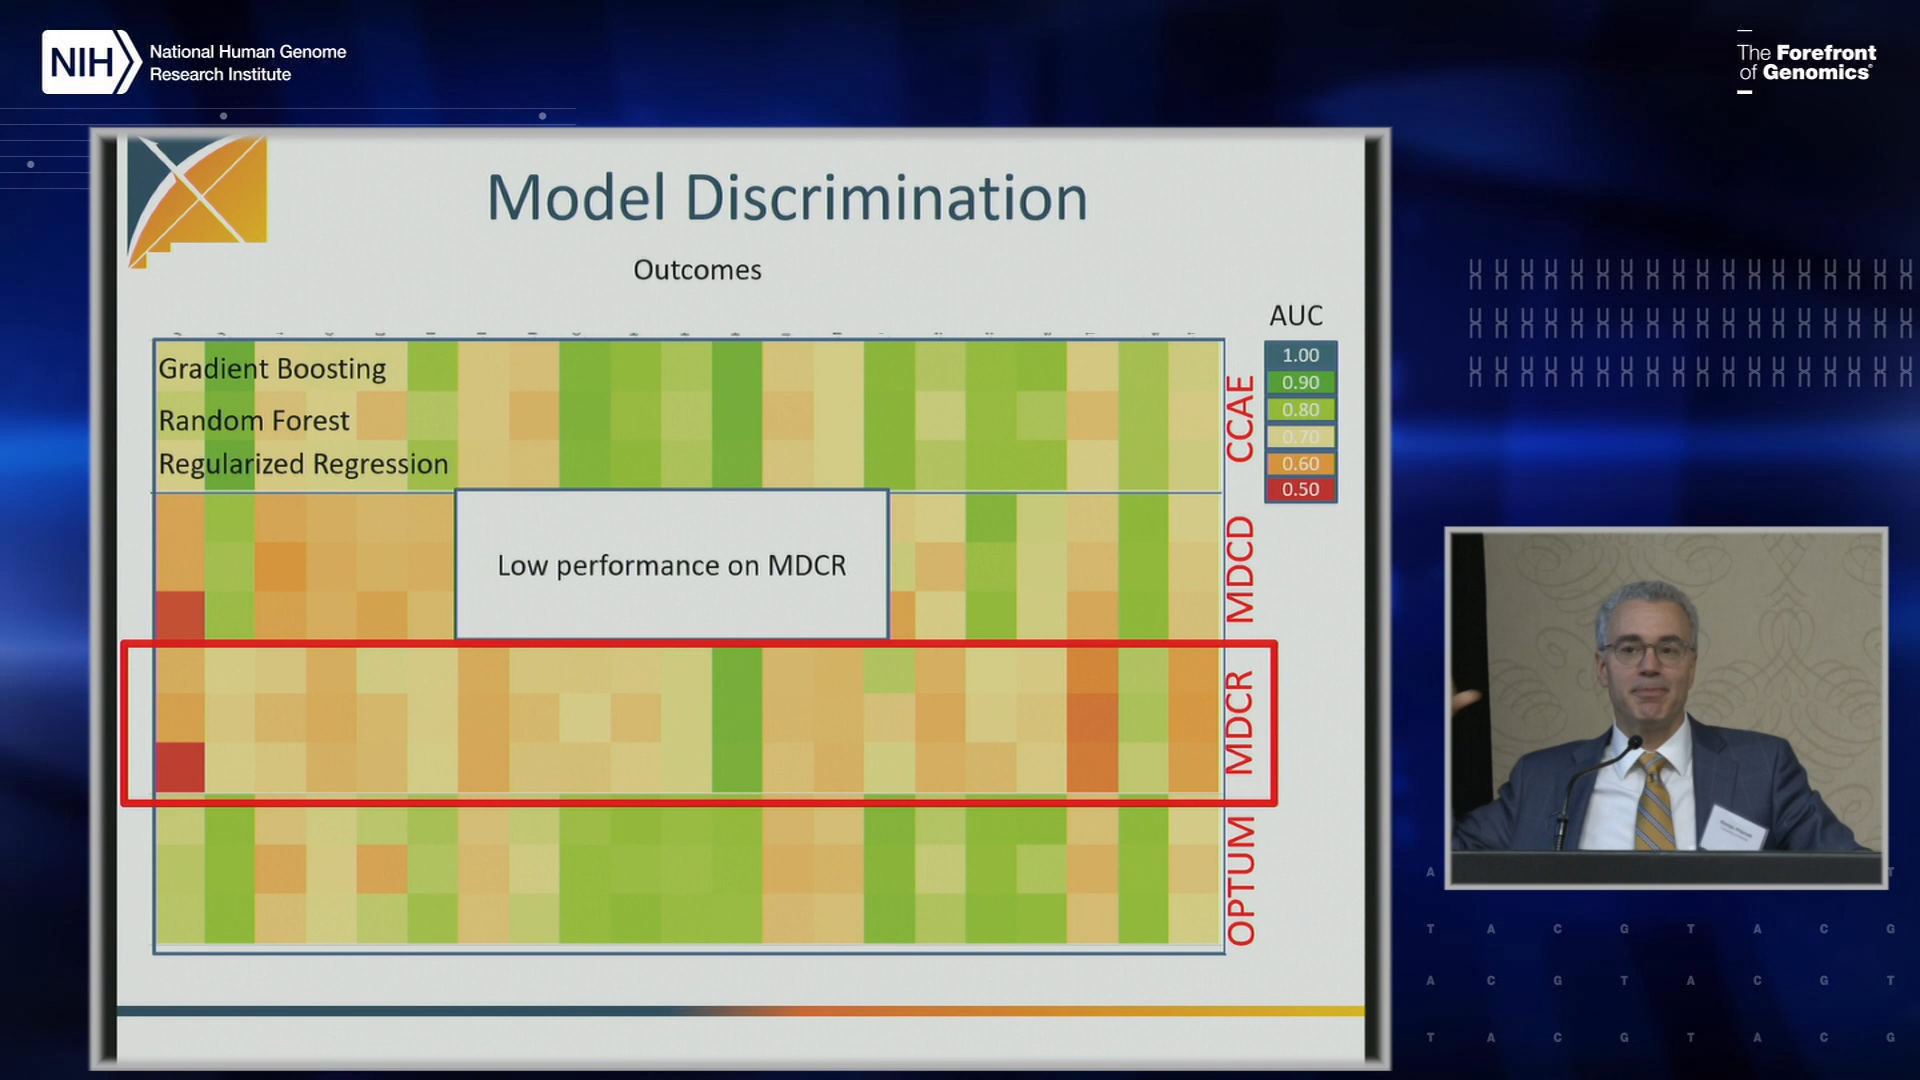 NIH National Human Genome
Research Institute
The Forefront
of Genomics
Model Discrimination
Outcomes
AUC
1.00
0.90
0.80
0.70
0.60
0.50
Gradient Boosting
Random Forest
Regularized Regression
CCAE
Low performance on MDCR
MDCD
MDCR
OPTUM
A T
T A C G T A C G
A C G T A C G T
T A C G T A C G